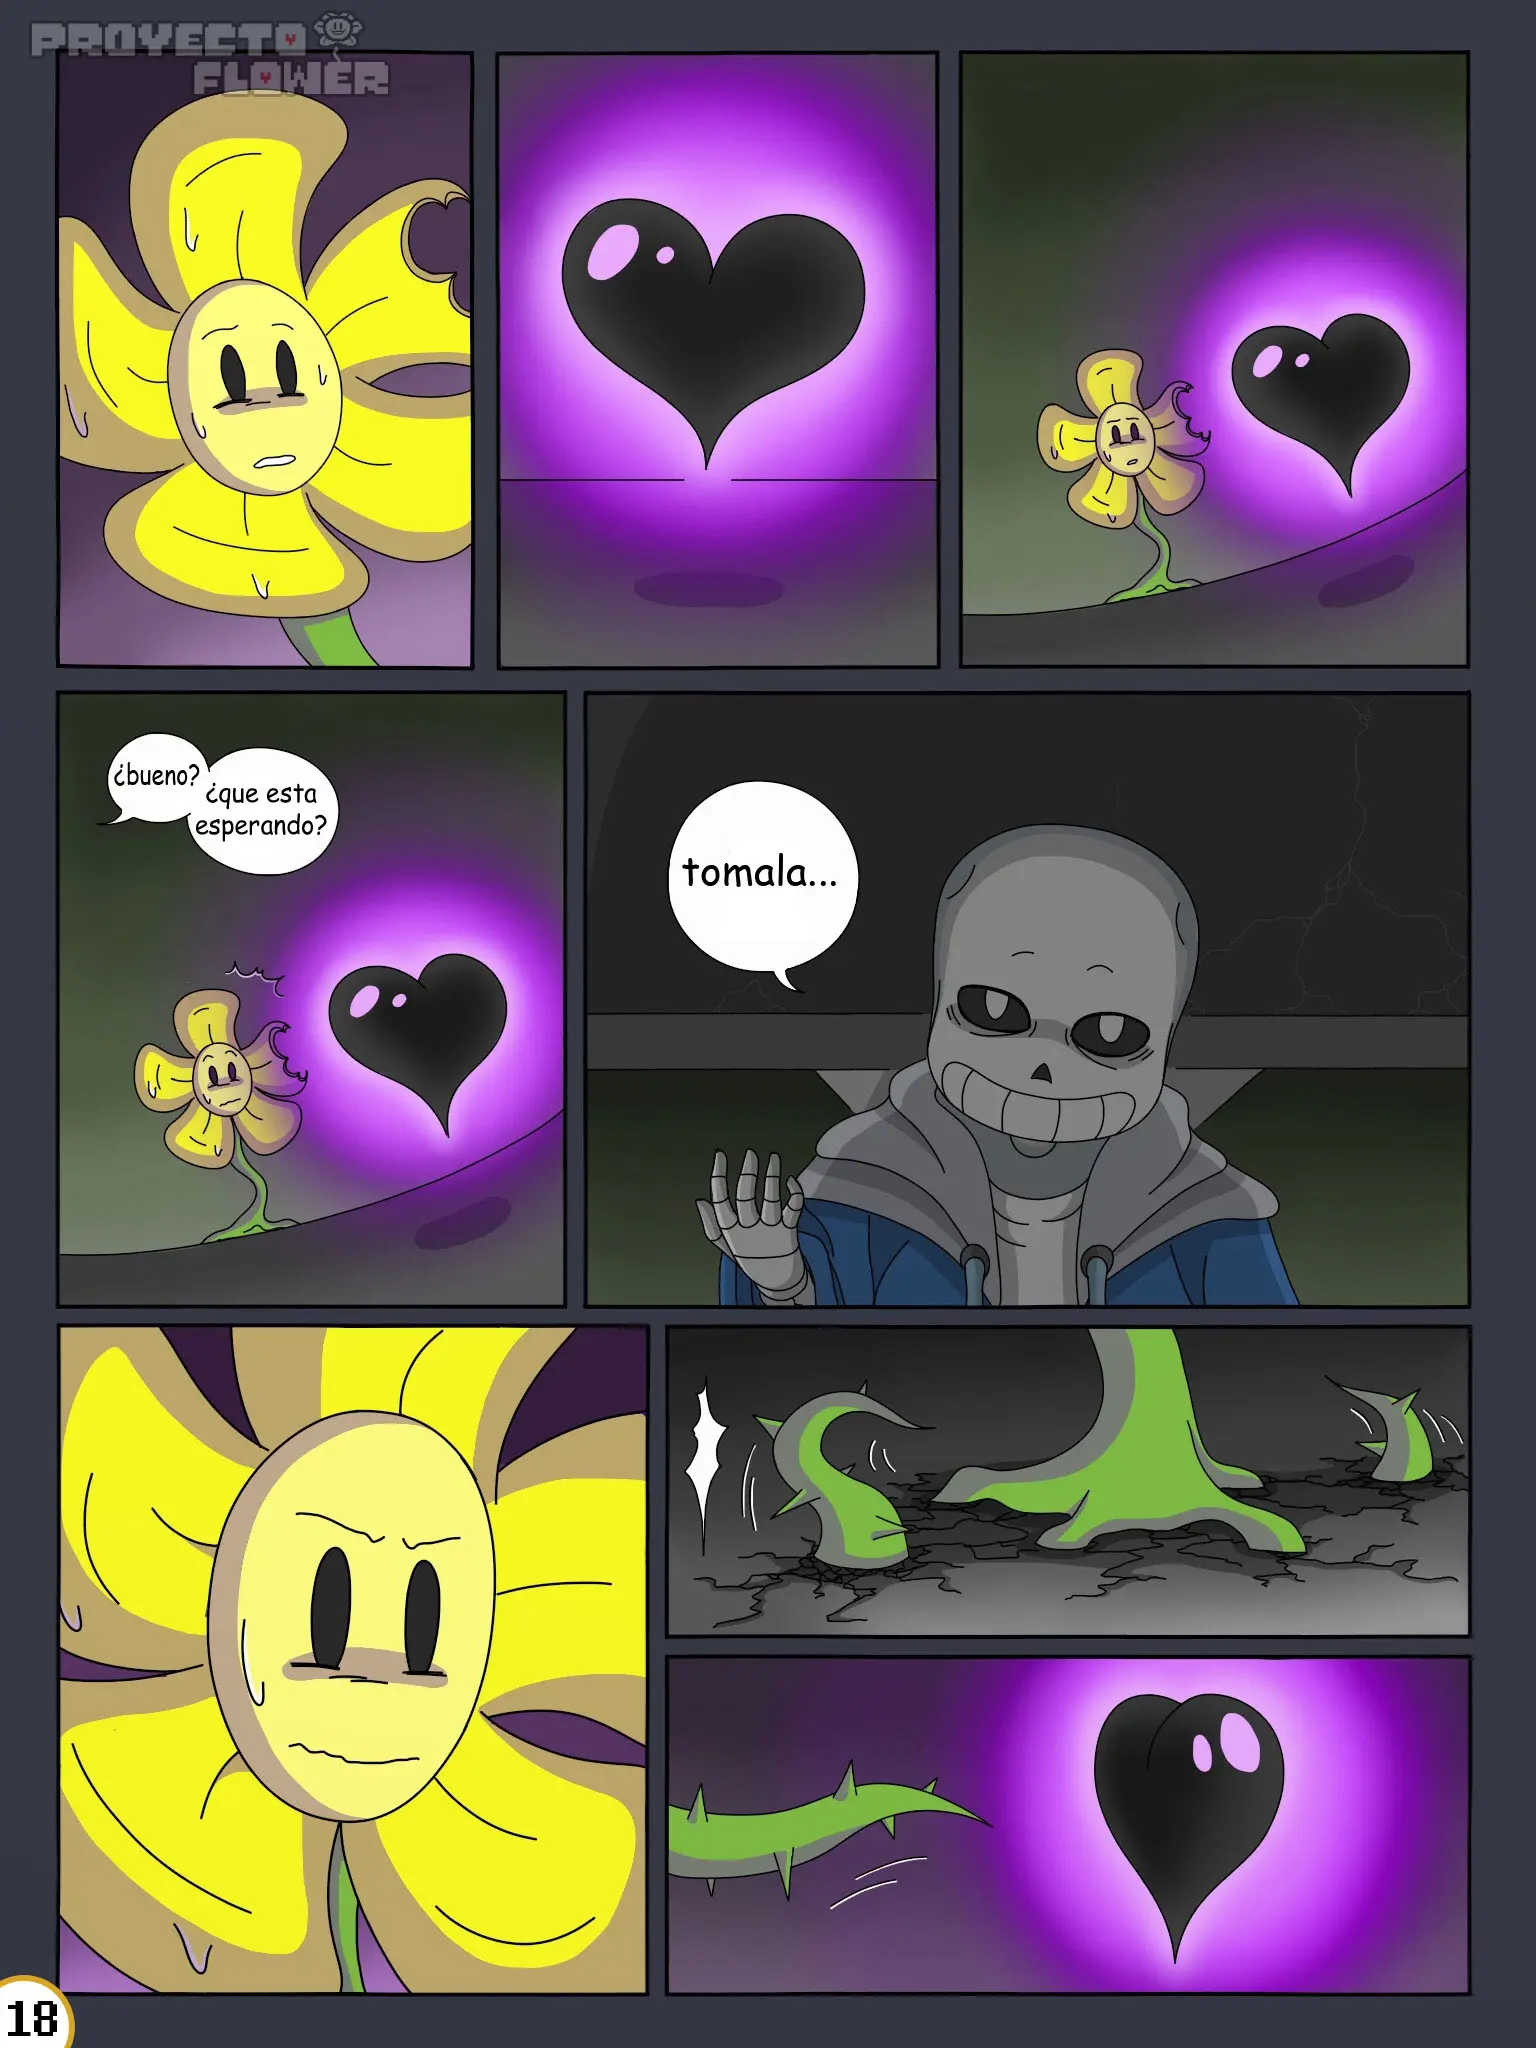 PROYECTO
FLOWER
¿bueno?
¿que esta
esperando?
tomala...
18